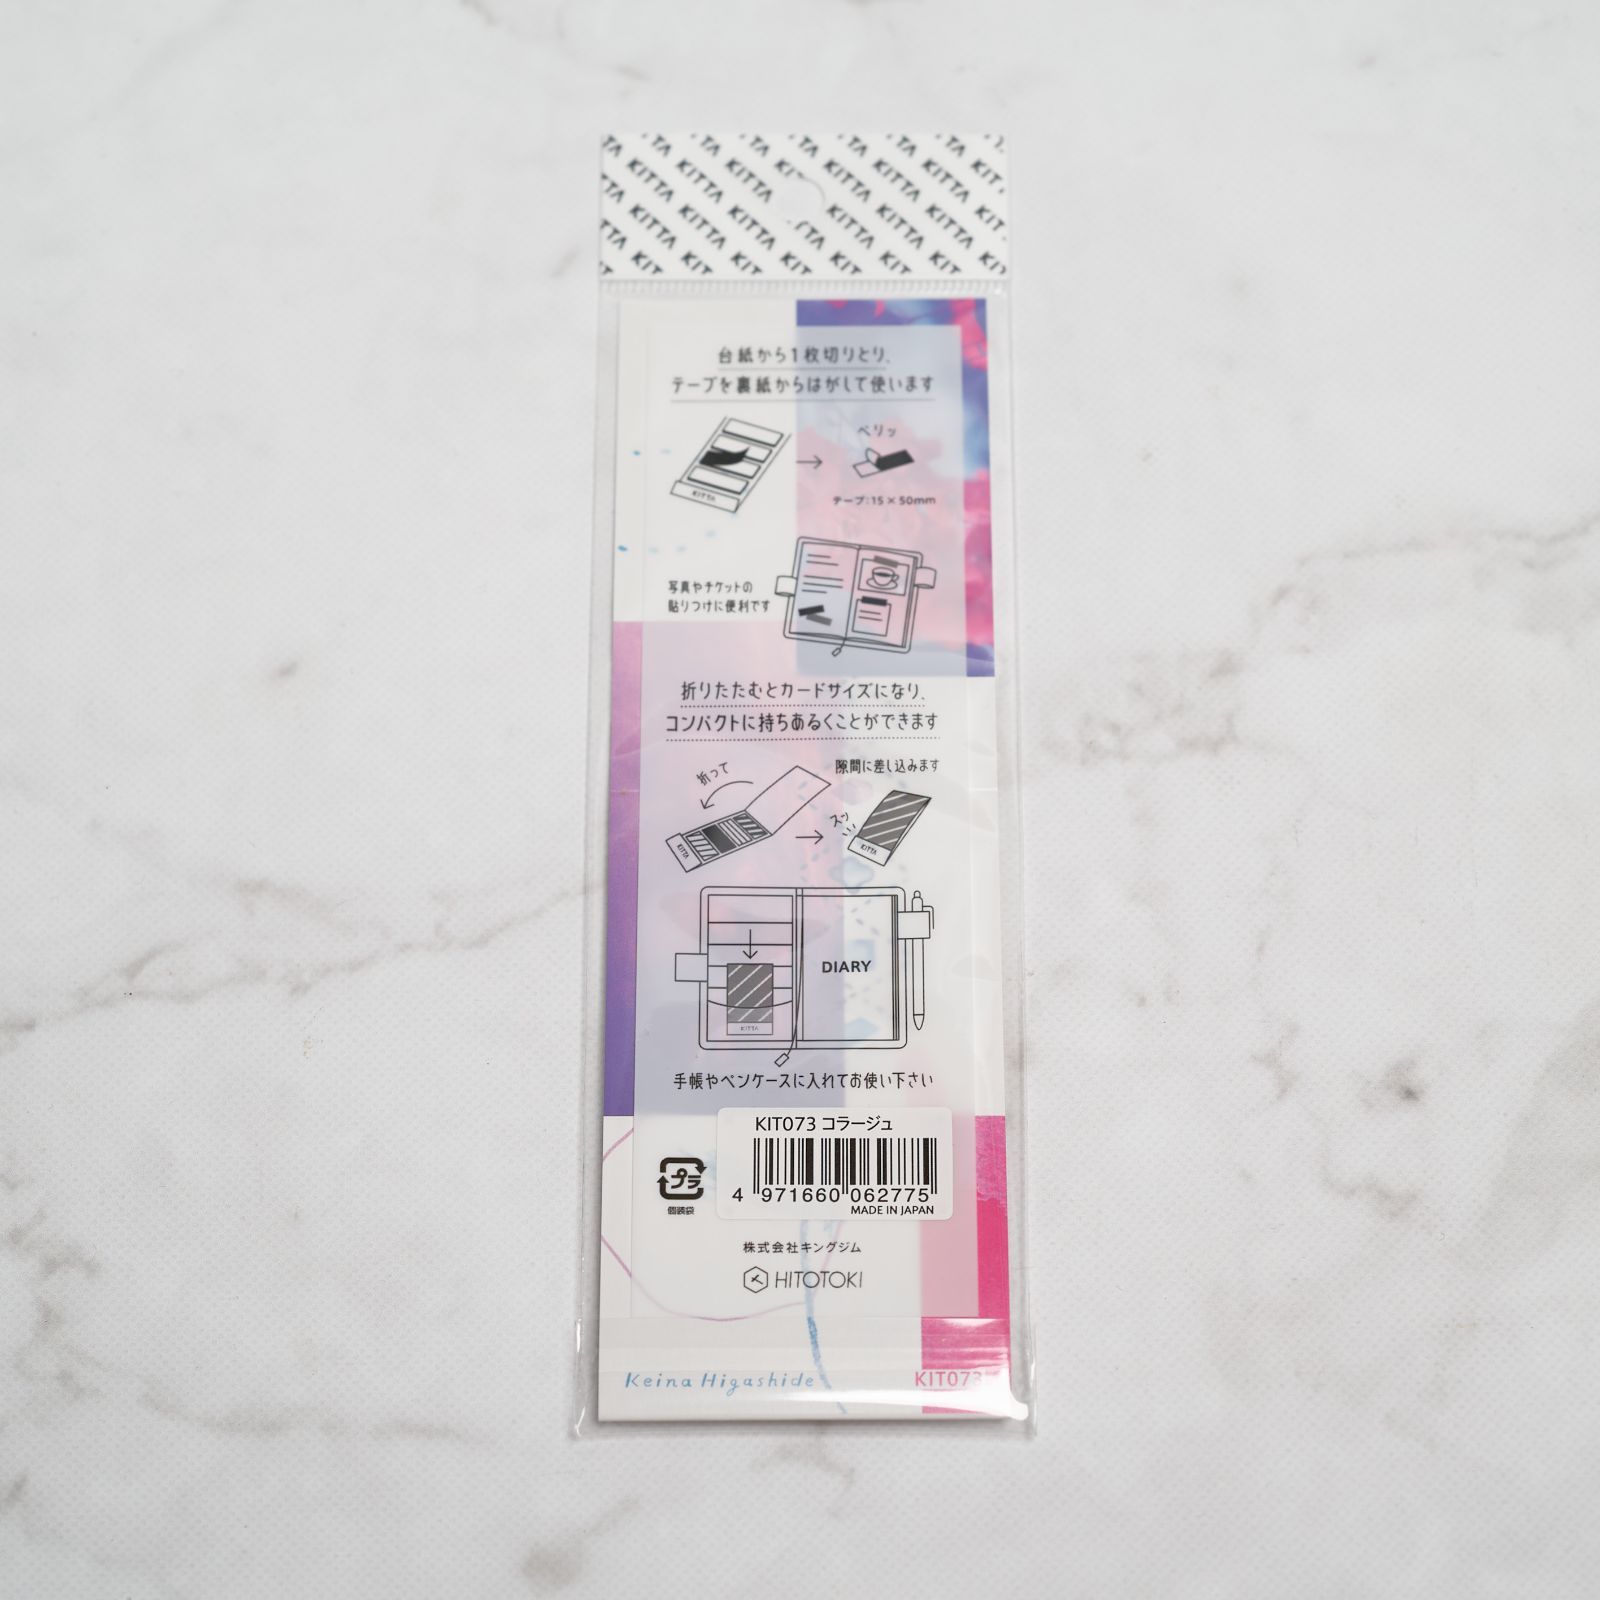 KITTA KITTA KITTA KITTA KITTA KITTA
台紙から1枚切りとり、
テープを裏紙からはがして使います
ペリッ
KITTA
テープ:15×50mm
写真やチケットの
貼りつけに便利です
折りたたむとカードサイズになり、
コンパクトに持ちあるくことができます
折って
隙間に差し込みます
スッ
KITTA
KITTA
DIARY
KITTA
手帳やペンケースに入れてお使い下さい
KIT073 コラージュ
プラ
個装袋
4 971660 062775
MADE IN JAPAN
株式会社キングジム
HITOTOKI
Keina Higashide
KIT073